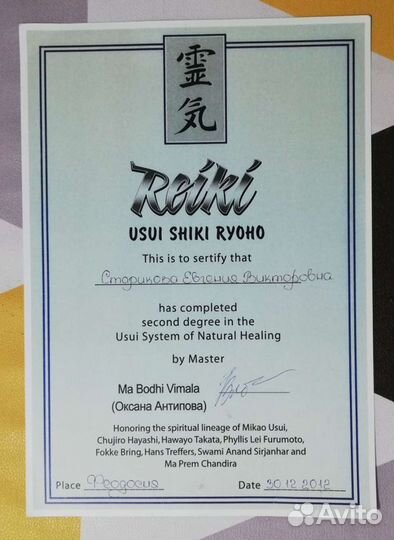 靈
気
Reiki
USUI SHIKI RYOHO
This is to certify that
Старикова Евгения Викторовна
has completed
second degree in the
Usui System of Natural Healing
by Master
Ma Bodhi Vimala
(Оксана Антипова)
Honoring the spiritual lineage of Mikao Usui,
Chujiro Hayashi, Hawayo Takata, Phyllis Lei Furumoto,
Fokke Bring, Hans Treffers, Swami Anand Sirjanhar and
Ma Prem Chandira
Place Феодосия Date 30.12.2012
Avito